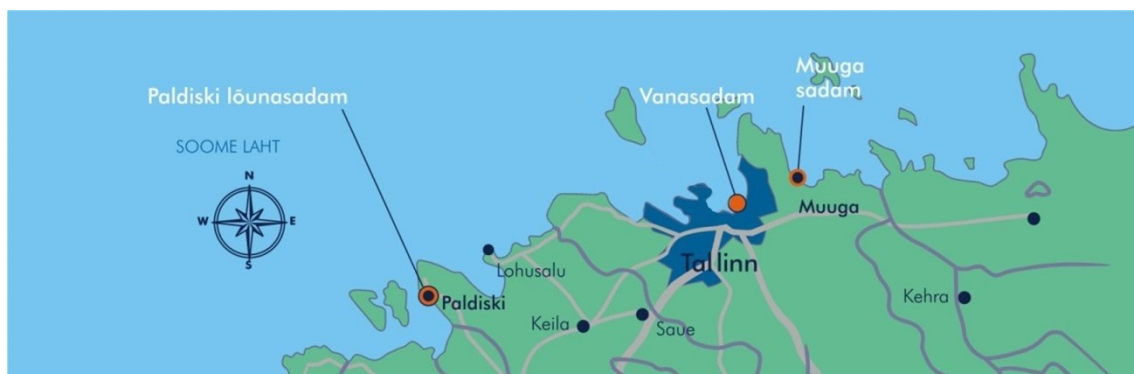 Muuga
sadam
Paldiski lõunasadam
Vanasadam
SOOME LAHT
N
W
E
S
Muuga
Tallinn
Lohusalu
Paldiski
Kehra
Keila
Saue